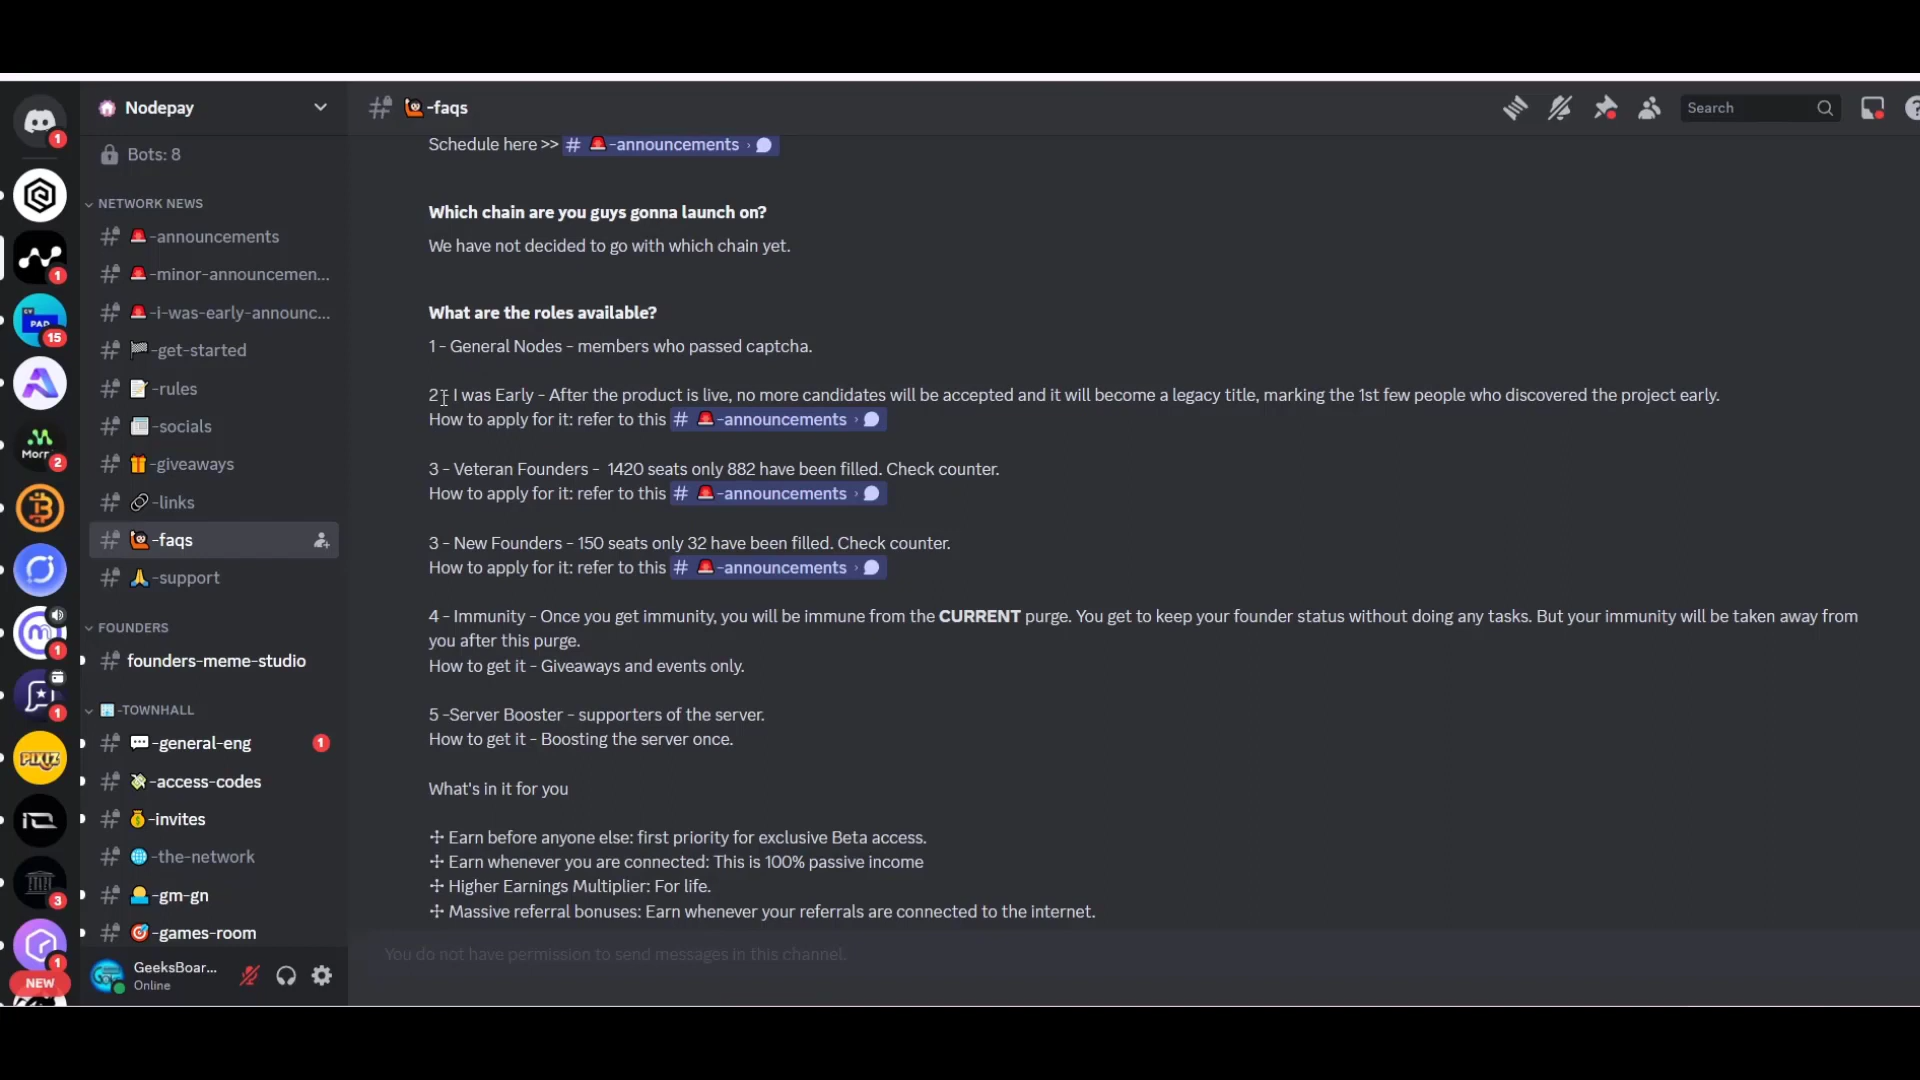 Nodepay
-faqs
Search
Bots: 8
NETWORK NEWS
-announcements
-minor-announcemen...
-i-was-early-announc...
-get-started
-rules
-socials
-giveaways
-links
-faqs
-support
FOUNDERS
founders-meme-studio
-TOWNHALL
-general-eng 1
-access-codes
-invites
-the-network
-gm-gn
-games-room
GeeksBoar...
Online
1
1
PAD
15
Morr
2
1
1
PIXIZ
3
1
NEW
Schedule here >> # -announcements
Which chain are you guys gonna launch on?
We have not decided to go with which chain yet.
What are the roles available?
1 - General Nodes - members who passed captcha.
2 - I was Early - After the product is live, no more candidates will be accepted and it will become a legacy title, marking the 1st few people who discovered the project early.
How to apply for it: refer to this # -announcements
3 - Veteran Founders - 1420 seats only 882 have been filled. Check counter.
How to apply for it: refer to this # -announcements
3 - New Founders - 150 seats only 32 have been filled. Check counter.
How to apply for it: refer to this # -announcements
4 - Immunity - Once you get immunity, you will be immune from the CURRENT purge. You get to keep your founder status without doing any tasks. But your immunity will be taken away from
you after this purge.
How to get it - Giveaways and events only.
5 -Server Booster - supporters of the server.
How to get it - Boosting the server once.
What's in it for you
Earn before anyone else: first priority for exclusive Beta access.
Earn whenever you are connected: This is 100% passive income
Higher Earnings Multiplier: For life.
Massive referral bonuses: Earn whenever your referrals are connected to the internet.
You do not have permission to send messages in this channel.